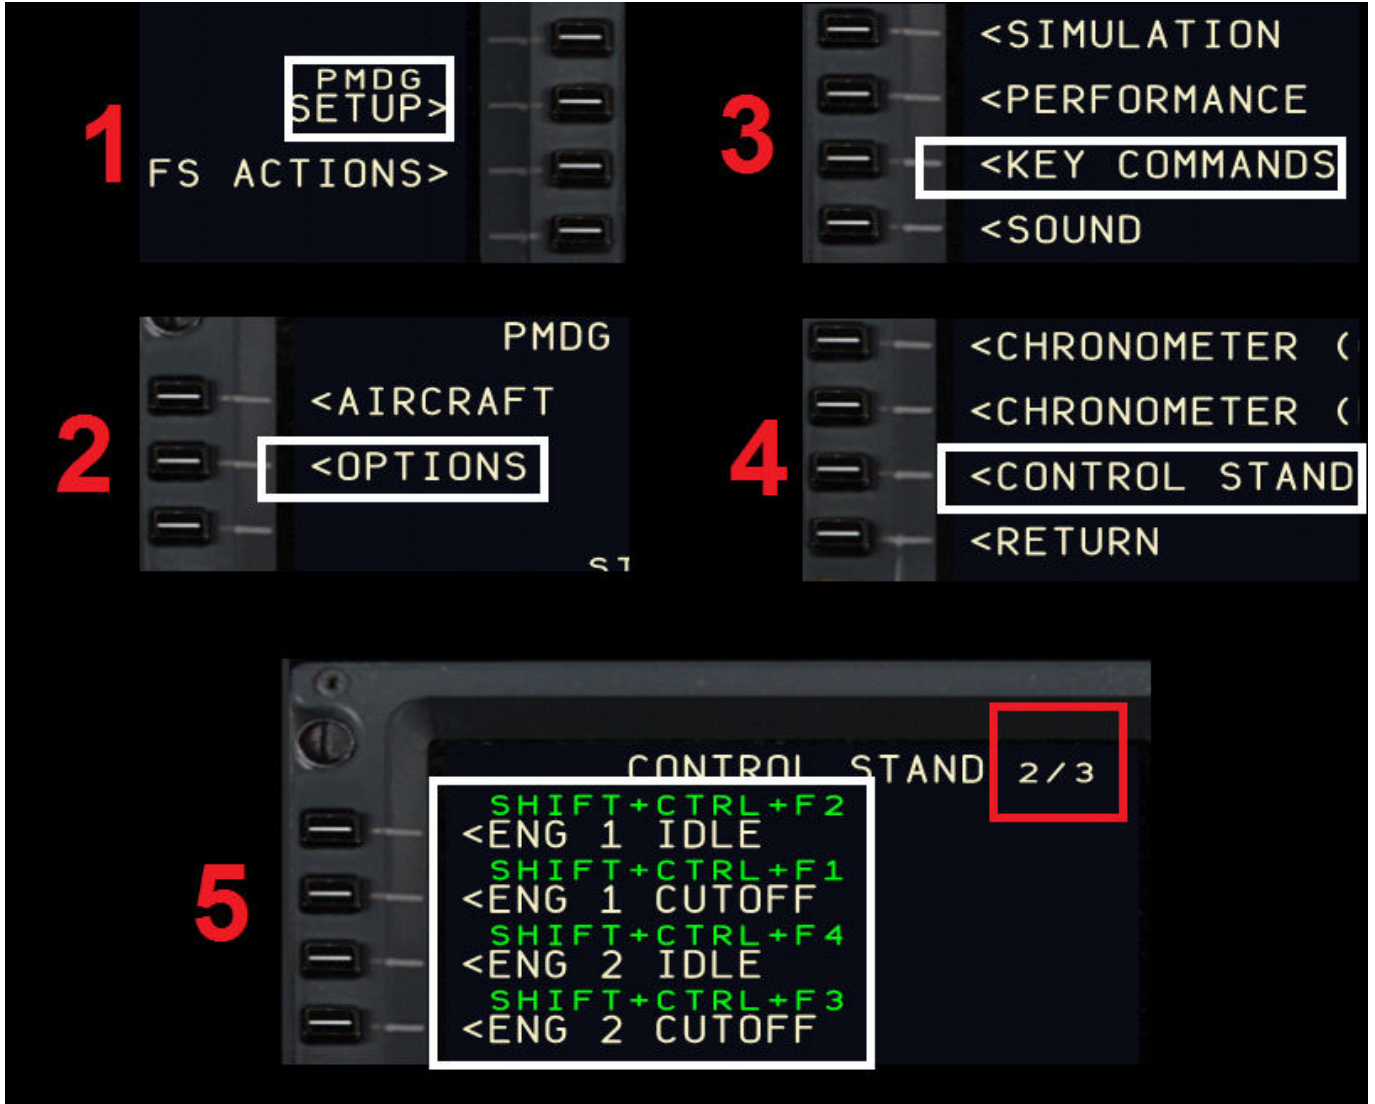 1
PMDG
SETUP>
FS ACTIONS>
2
PMDG
<AIRCRAFT
<OPTIONS
3
<SIMULATION
<PERFORMANCE
<KEY COMMANDS
<SOUND
4
<CHRONOMETER (
<CHRONOMETER (
<CONTROL STAND
<RETURN
5
CONTROL STAND 2/3
SHIFT+CTRL+F2
<ENG 1 IDLE
SHIFT+CTRL+F1
<ENG 1 CUTOFF
SHIFT+CTRL+F4
<ENG 2 IDLE
SHIFT+CTRL+F3
<ENG 2 CUTOFF